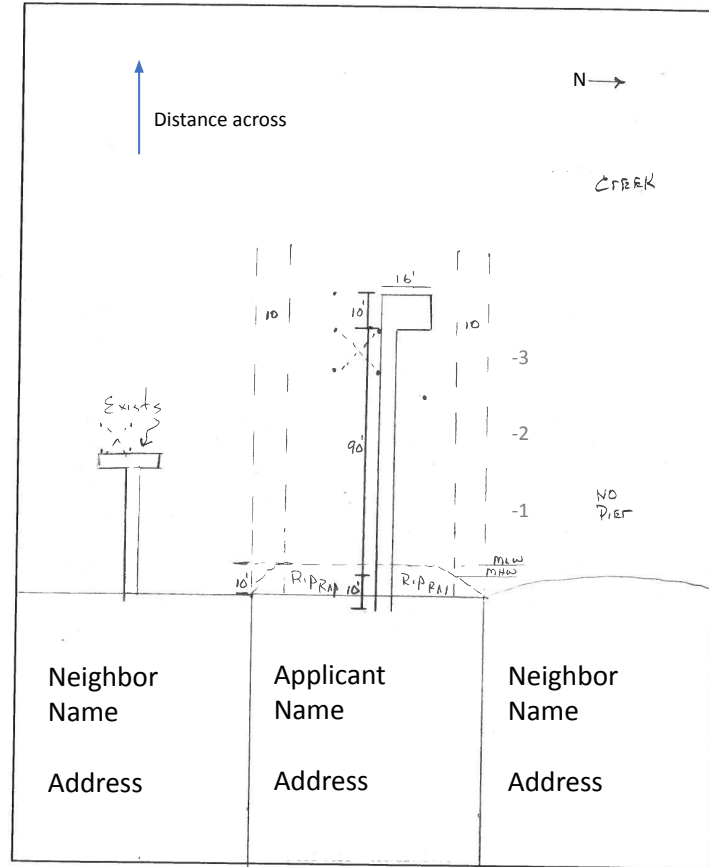 N
Distance across
CREEK
16'
10'
10
10
-3
Exists
-2
90'
-1
NO
PIER
MLW
MHW
10'
RIPRAP
10'
RIPRAP
Neighbor
Name
Address
Applicant
Name
Address
Neighbor
Name
Address